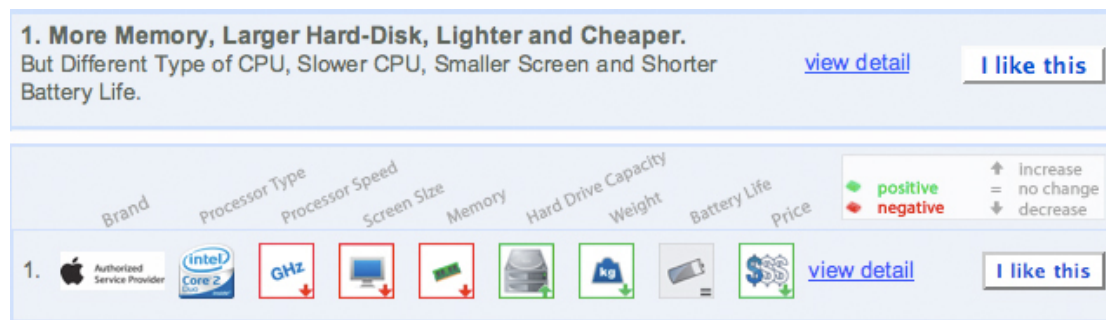 1. More Memory, Larger Hard-Disk, Lighter and Cheaper.
But Different Type of CPU, Slower CPU, Smaller Screen and Shorter
Battery Life.
view detail
I like this
Brand
Processor Type
Processor Speed
Screen Size
Memory
Hard Drive Capacity
Weight
Battery Life
Price
positive
negative
increase
= no change
decrease
1.
Authorized
Service Provider
intel
Core 2
Duo
GHz
kg
=
$$$
view detail
I like this